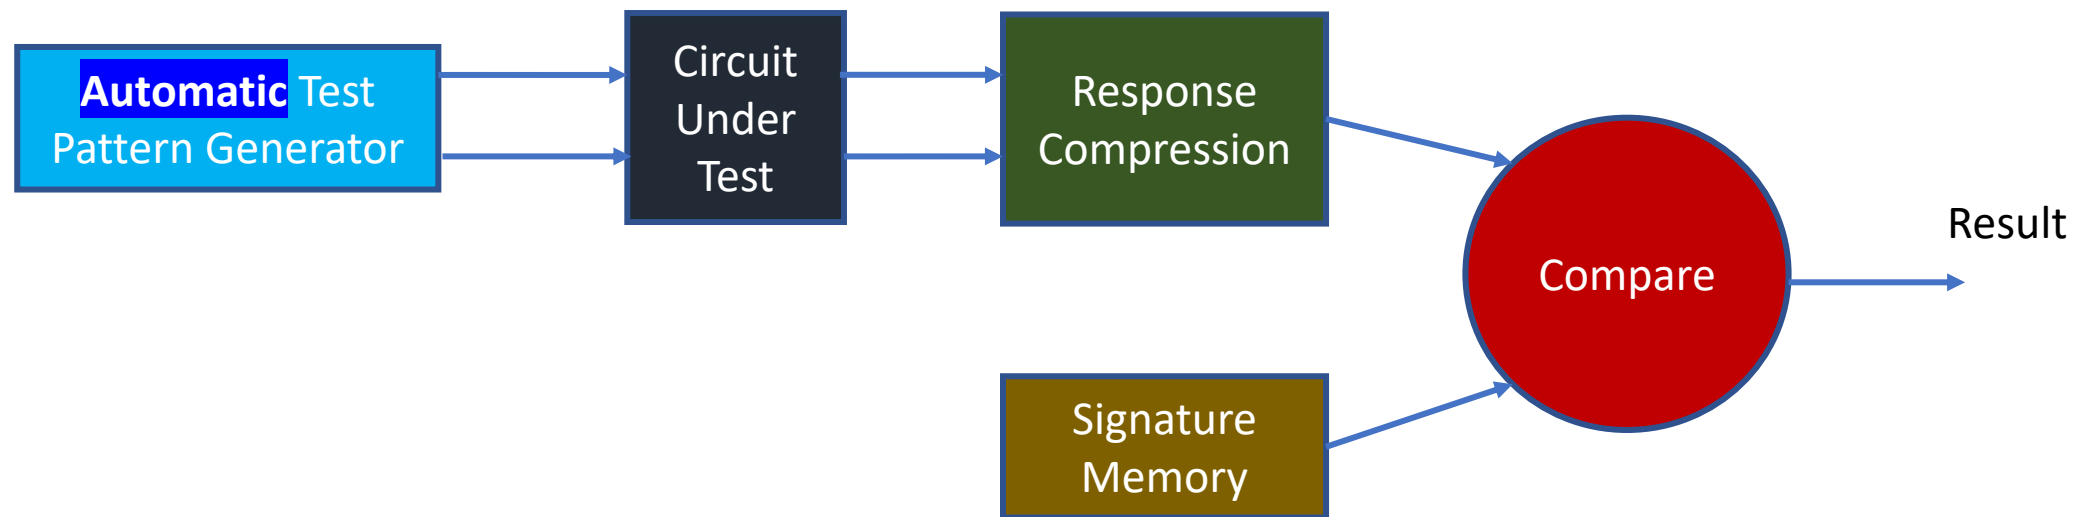 Automatic Test
Pattern Generator
Circuit
Under
Test
Response
Compression
Compare
Result
Signature
Memory